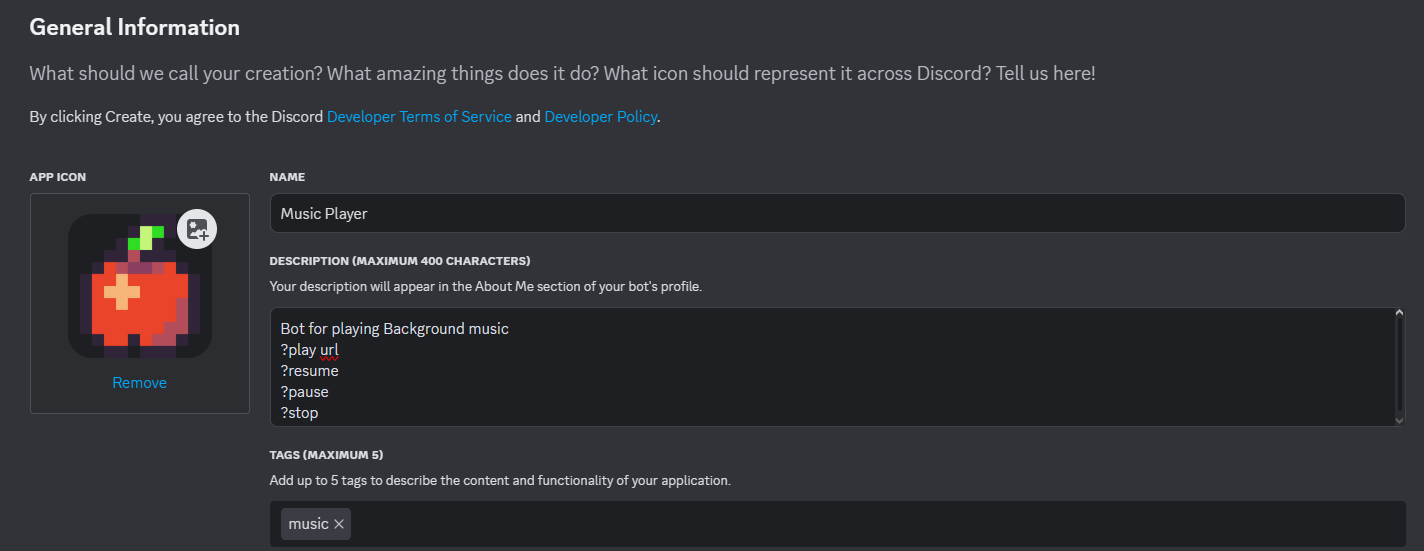 General Information
What should we call your creation? What amazing things does it do? What icon should represent it across Discord? Tell us here!
By clicking Create, you agree to the Discord Developer Terms of Service and Developer Policy.
APP ICON
Remove
NAME
Music Player
DESCRIPTION (MAXIMUM 400 CHARACTERS)
Your description will appear in the About Me section of your bot's profile.
Bot for playing Background music
?play url
?resume
?pause
?stop
TAGS (MAXIMUM 5)
Add up to 5 tags to describe the content and functionality of your application.
music